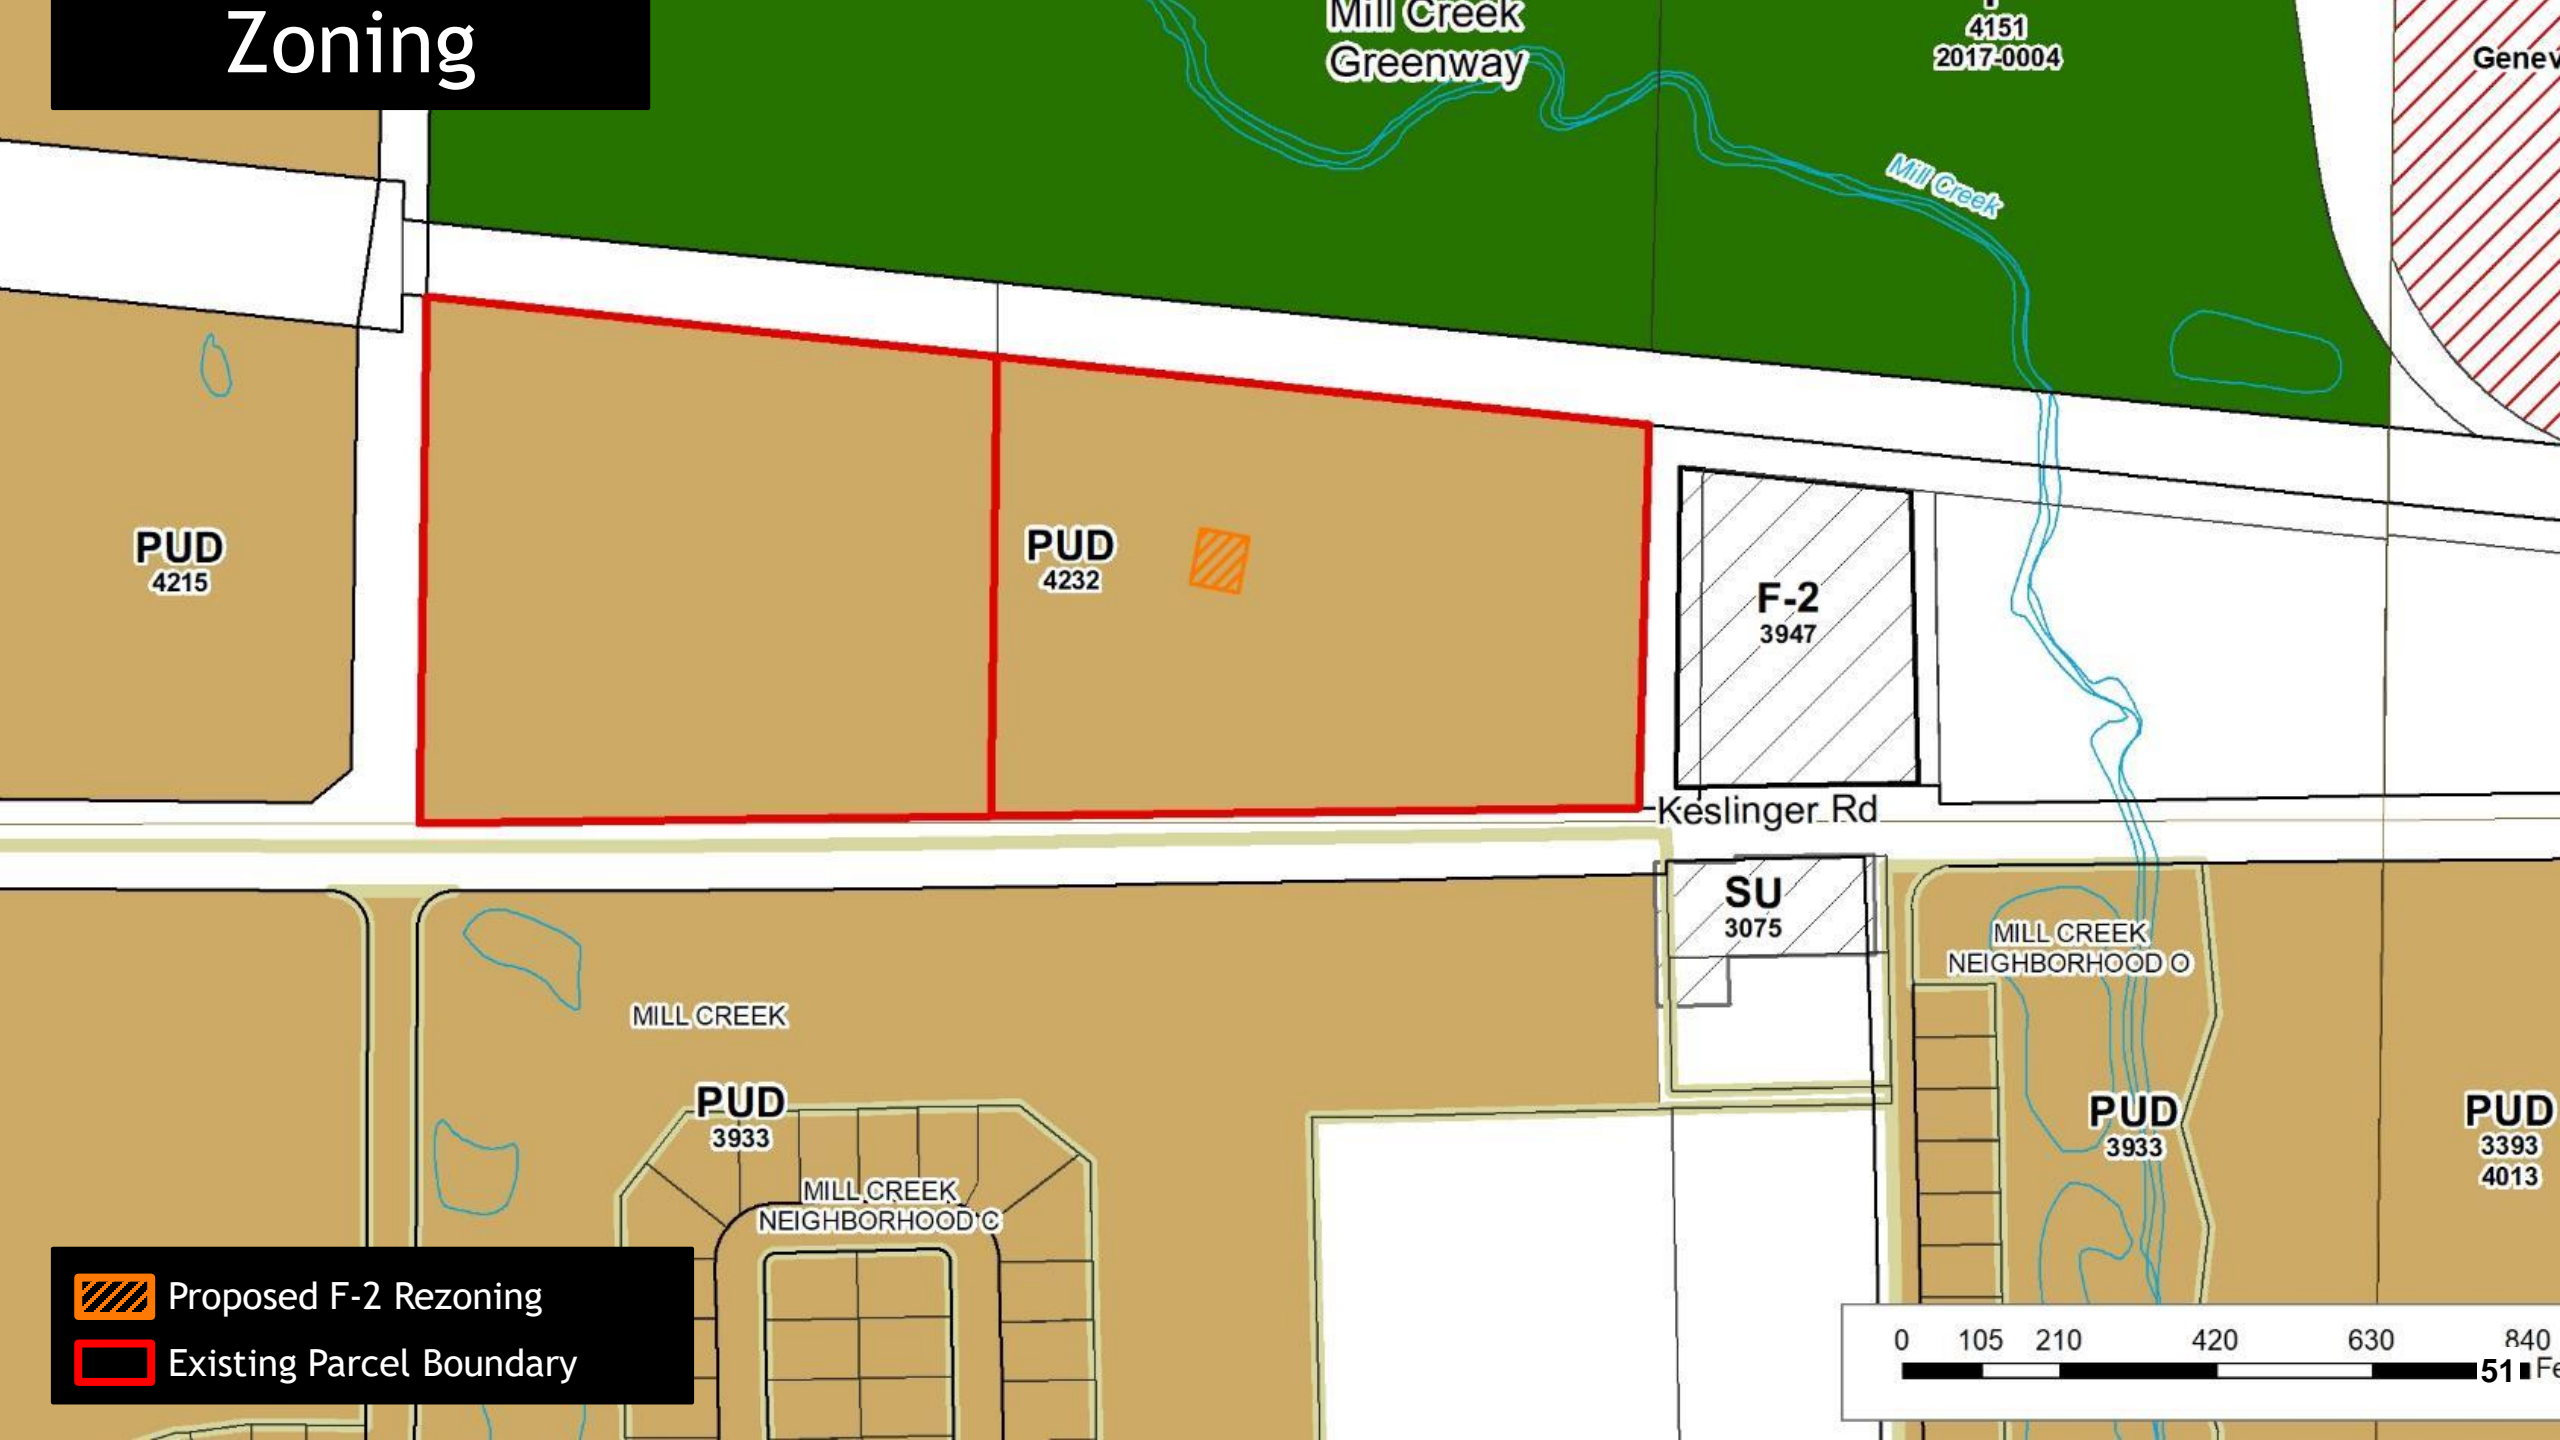 Zoning
Mill Creek
Greenway
4151
2017-0004
Genev
Mill Creek
PUD
4215
PUD
4232
F-2
3947
Keslinger Rd
SU
3075
MILL CREEK
NEIGHBORHOOD O
MILL CREEK
PUD
3933
MILL CREEK
NEIGHBORHOOD C
PUD
3933
PUD
3393
4013
Proposed F-2 Rezoning
Existing Parcel Boundary
0 105 210 420 630 840
51 Fe